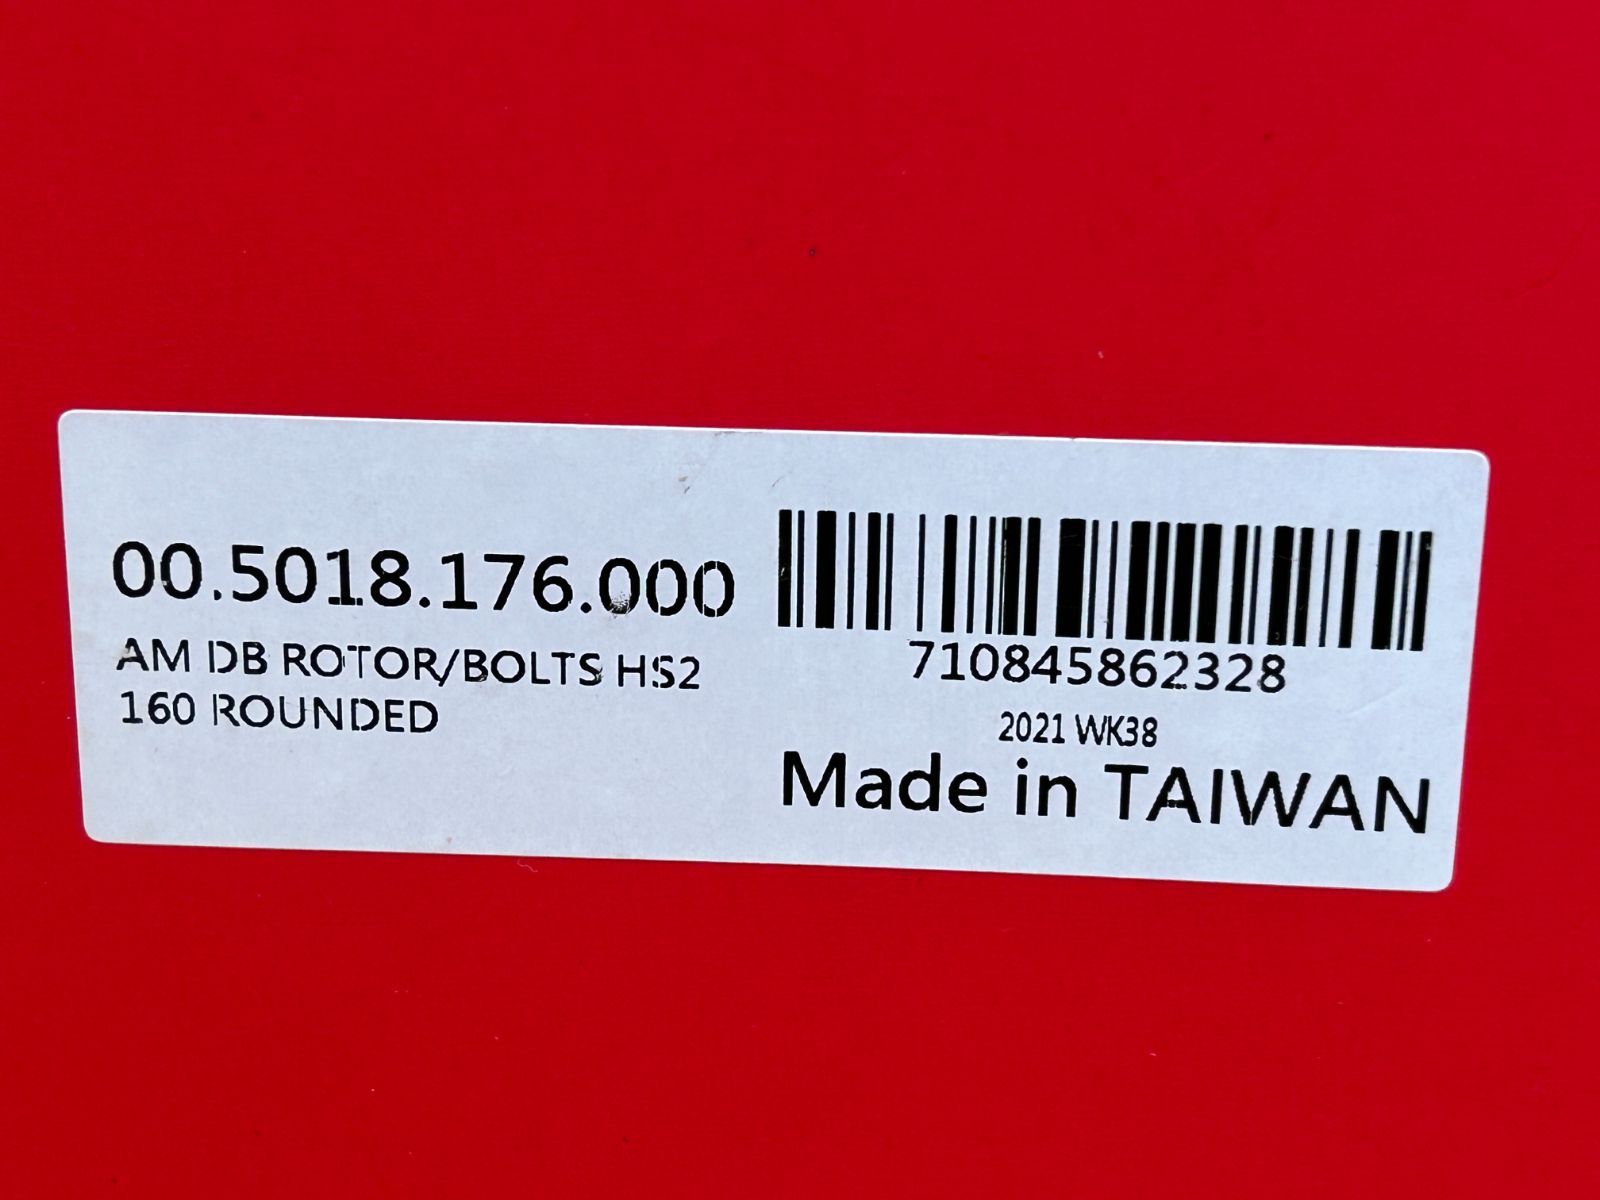 00.5018.176.000
AM DB ROTOR/BOLTS HS2
160 ROUNDED
710845862328
2021 WK38
Made in TAIWAN